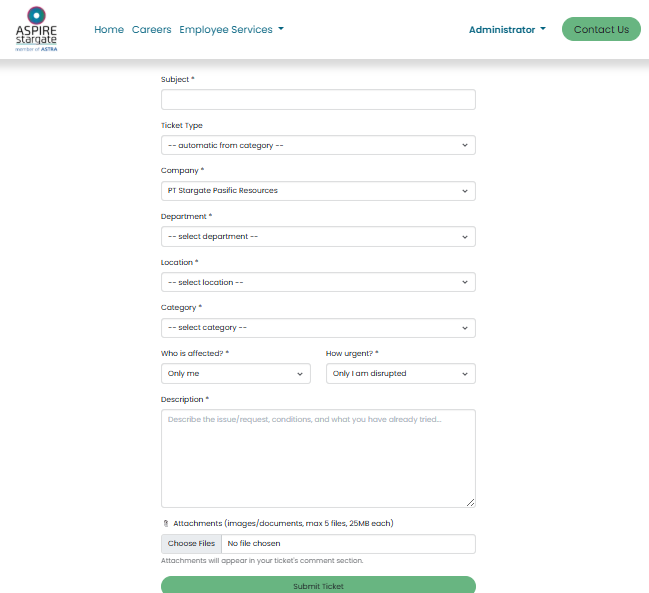 ASPIRE
stargate
member of ASTRA
Home Careers Employee Services
Administrator
Contact Us
Subject *
Ticket Type
-- automatic from category --
Company *
PT Stargate Pasific Resources
Department *
-- select department --
Location *
-- select location --
Category *
-- select category --
Who is affected? * How urgent? *
Only me Only I am disrupted
Description *
Describe the issue/request, conditions, and what you have already tried...
Attachments (images/documents, max 5 files, 25MB each)
Choose Files No file chosen
Attachments will appear in your ticket's comment section.
Submit Ticket